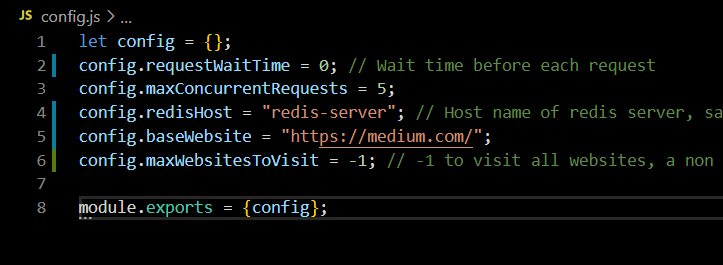 JS config.js > ...
1 let config = {};
2 config.requestWaitTime = 0; // Wait time before each request
3 config.maxConcurrentRequests = 5;
4 config.redisHost = "redis-server"; // Host name of redis server, sa
5 config.baseWebsite = "https://medium.com/";
6 config.maxWebsitesToVisit = -1; // -1 to visit all websites, a non
7
8 module.exports = {config};